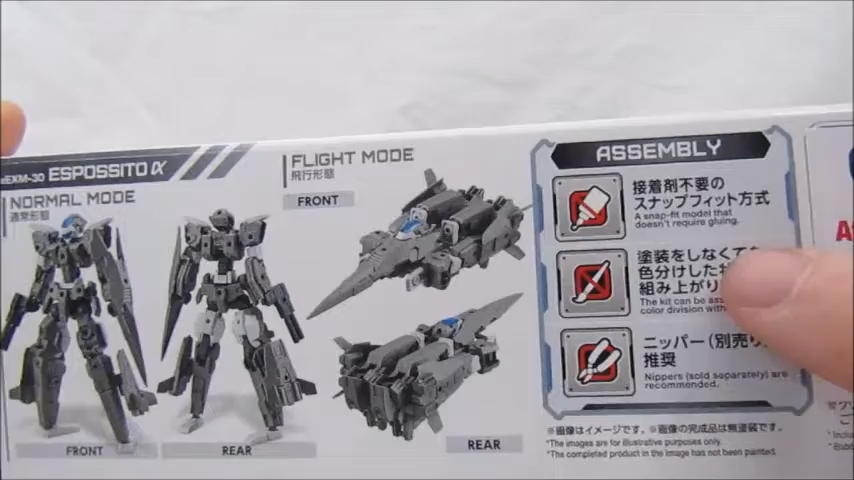 eEXM-30 ESPOSSITO α
NORMAL MODE
通常形態
FRONT
REAR
FLIGHT MODE
飛行形態
FRONT
REAR
ASSEMBLY
接着剤不要の
スナップフィット方式
A snap-fit model that
doesn't require gluing.
塗装をしなくて
色分けした
組み上がり
The kit can be
color division
ニッパー(別売り
推奨
Nippers (sold separately) are
recommended.
※画像はイメージです。※画像の完成品は無塗装です。
*The images are for illustrative purposes only.
*The completed product in the image has not been painted.